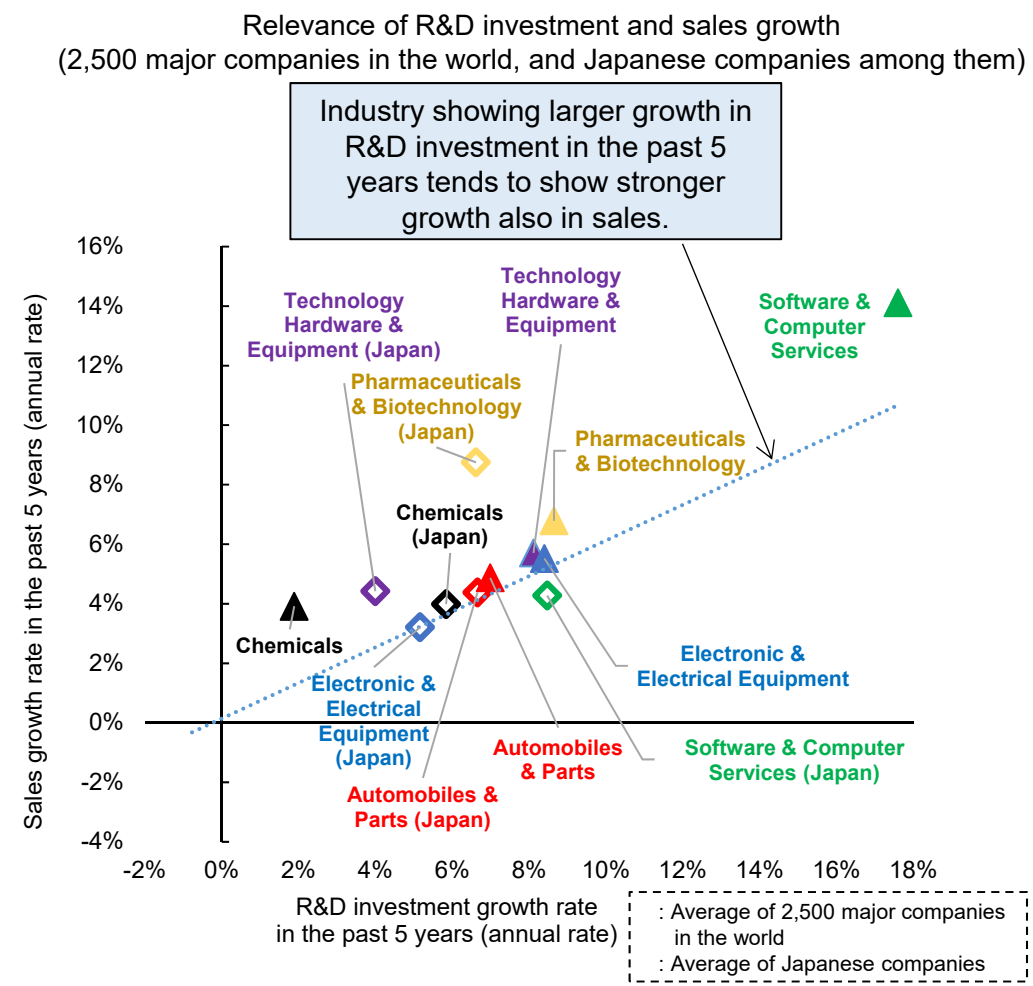 Relevance of R&D investment and sales growth
(2,500 major companies in the world, and Japanese companies among them)
Industry showing larger growth in
R&D investment in the past 5
years tends to show stronger
growth also in sales.
Sales growth rate in the past 5 years (annual rate)
16%
14%
12%
10%
8%
6%
4%
2%
0%
-2%
-4%
Technology
Hardware &
Equipment (Japan)
Technology
Hardware &
Equipment
Software &
Computer
Services
Pharmaceuticals
& Biotechnology
(Japan)
Pharmaceuticals
& Biotechnology
Chemicals
(Japan)
Chemicals
Electronic &
Electrical
Equipment
(Japan)
Electronic &
Electrical Equipment
Automobiles
& Parts
Software & Computer
Services (Japan)
Automobiles &
Parts (Japan)
-2%
0%
2%
4%
6%
8%
10%
12%
14%
16%
18%
R&D investment growth rate
in the past 5 years (annual rate)
: Average of 2,500 major companies
in the world
: Average of Japanese companies